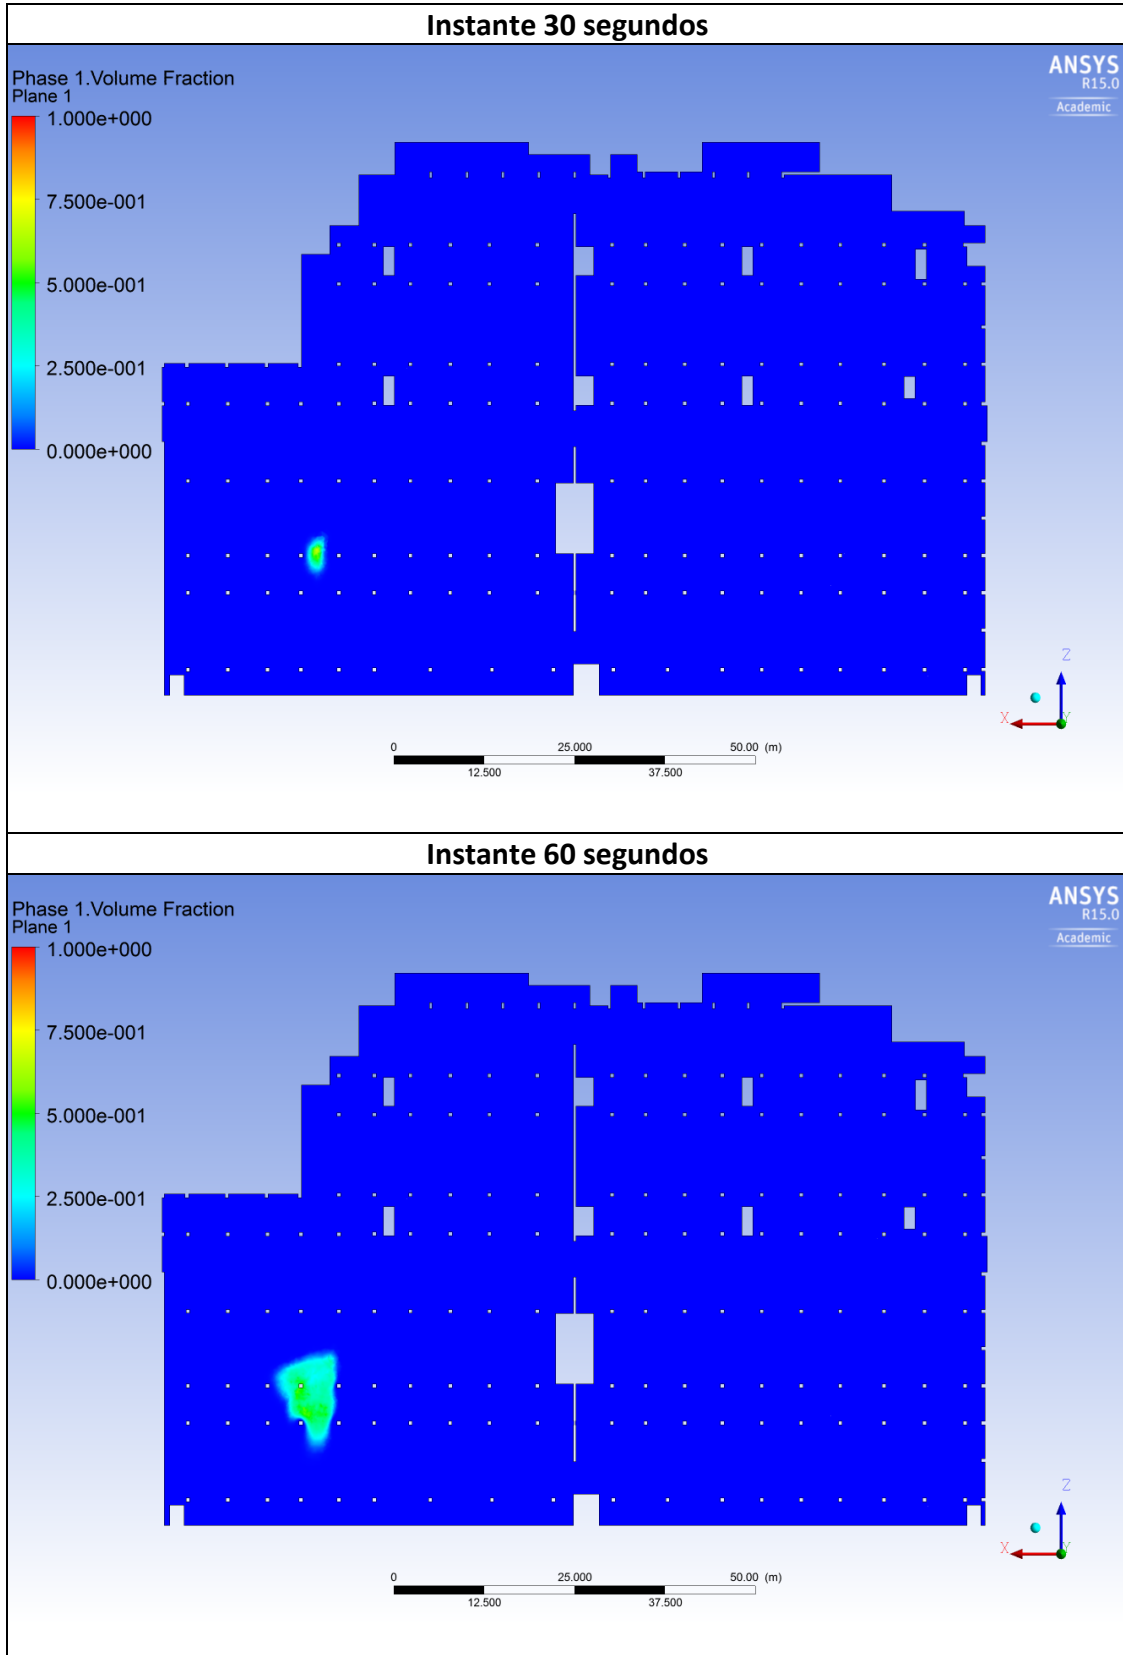 Instante 30 segundos
Phase 1.Volume Fraction
Plane 1
1.000e+000
7.500e-001
5.000e-001
2.500e-001
0.000e+000
ANSYS
R15.0
Academic
Z
X
Y
0 25.000 50.00 (m)
12.500 37.500
Instante 60 segundos
Phase 1.Volume Fraction
Plane 1
1.000e+000
7.500e-001
5.000e-001
2.500e-001
0.000e+000
ANSYS
R15.0
Academic
Z
X
Y
0 25.000 50.00 (m)
12.500 37.500